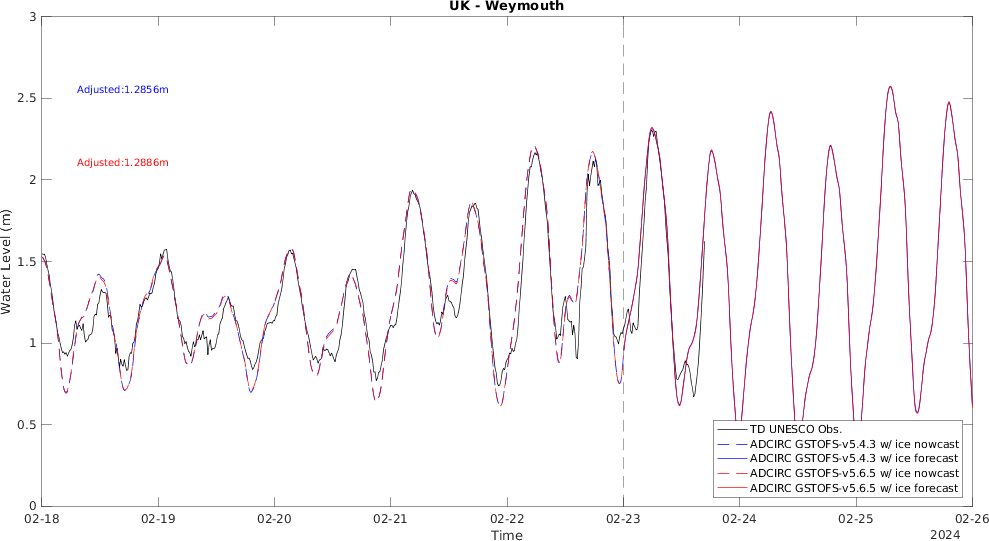 UK - Weymouth
3
2.5
2
1.5
1
0.5
0
Water Level (m)
Adjusted:1.2856m
Adjusted:1.2886m
TD UNESCO Obs.
ADCIRC GSTOFS-v5.4.3 w/ ice nowcast
ADCIRC GSTOFS-v5.4.3 w/ ice forecast
ADCIRC GSTOFS-v5.6.5 w/ ice nowcast
ADCIRC GSTOFS-v5.6.5 w/ ice forecast
02-18 02-19 02-20 02-21 02-22 02-23 02-24 02-25 02-26
Time
2024